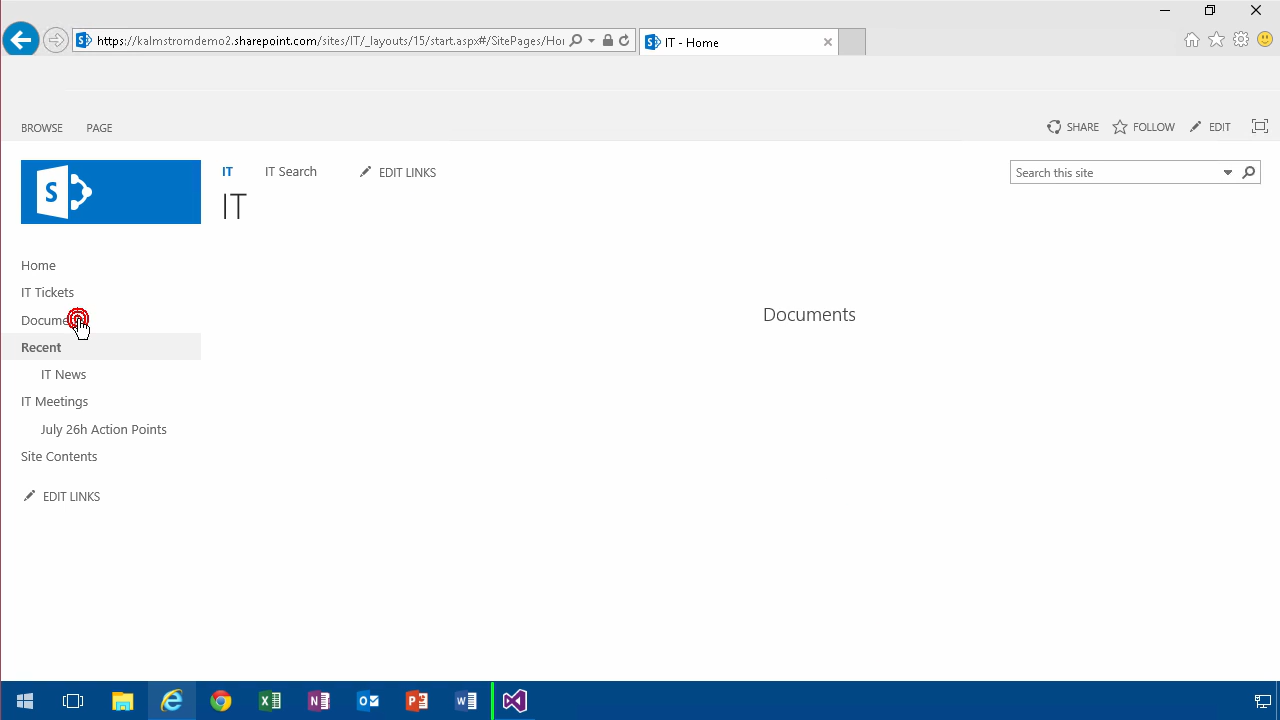 https://kalmstromdemo2.sharepoint.com/sites/IT/_layouts/15/start.aspx#/SitePages/Ho
IT - Home
BROWSE PAGE
SHARE FOLLOW EDIT
IT IT Search EDIT LINKS
Search this site
S
IT
Home
IT Tickets
Docume
Documents
Recent
IT News
IT Meetings
July 26h Action Points
Site Contents
EDIT LINKS